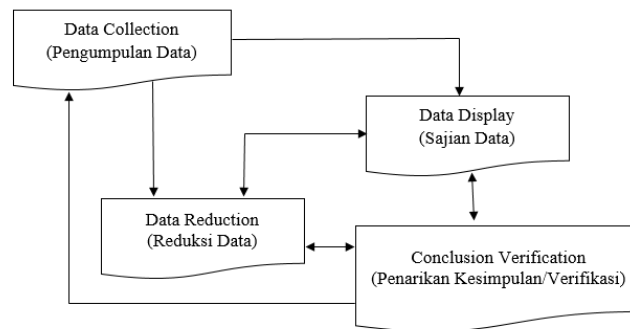 Data Collection
(Pengumpulan Data)
Data Display
(Sajian Data)
Data Reduction
(Reduksi Data)
Conclusion Verification
(Penarikan Kesimpulan/Verifikasi)